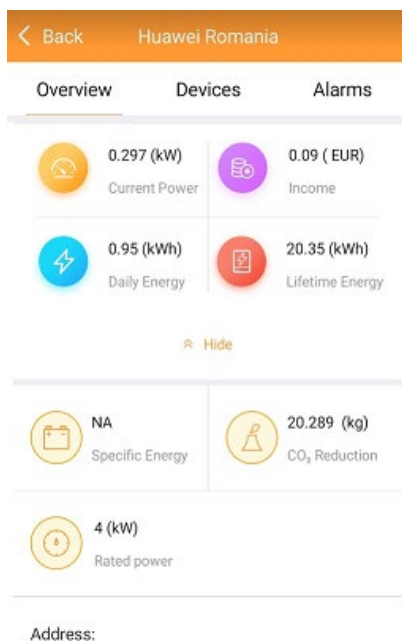 Back Huawei Romania
Overview Devices Alarms
0.297 (kW) 0.09 ( EUR)
Current Power Income
0.95 (kWh) 20.35 (kWh)
Daily Energy Lifetime Energy
Hide
NA 20.289 (kg)
Specific Energy CO₂ Reduction
4 (kW)
Rated power
Address: